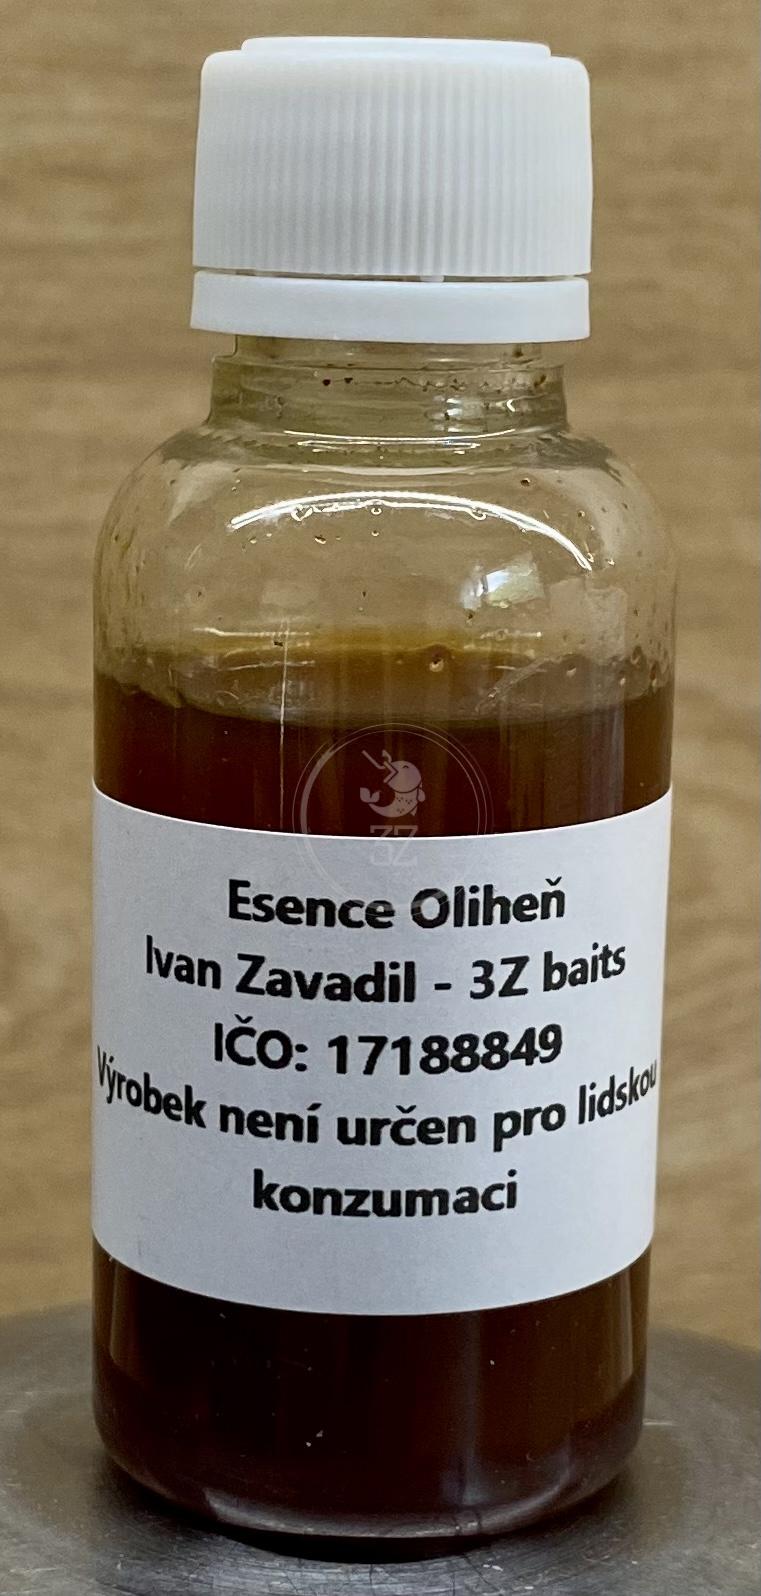 3Z
Esence Oliheň
Ivan Zavadil - 3Z baits
IČO: 17188849
Výrobek není určen pro lidskou
konzumaci